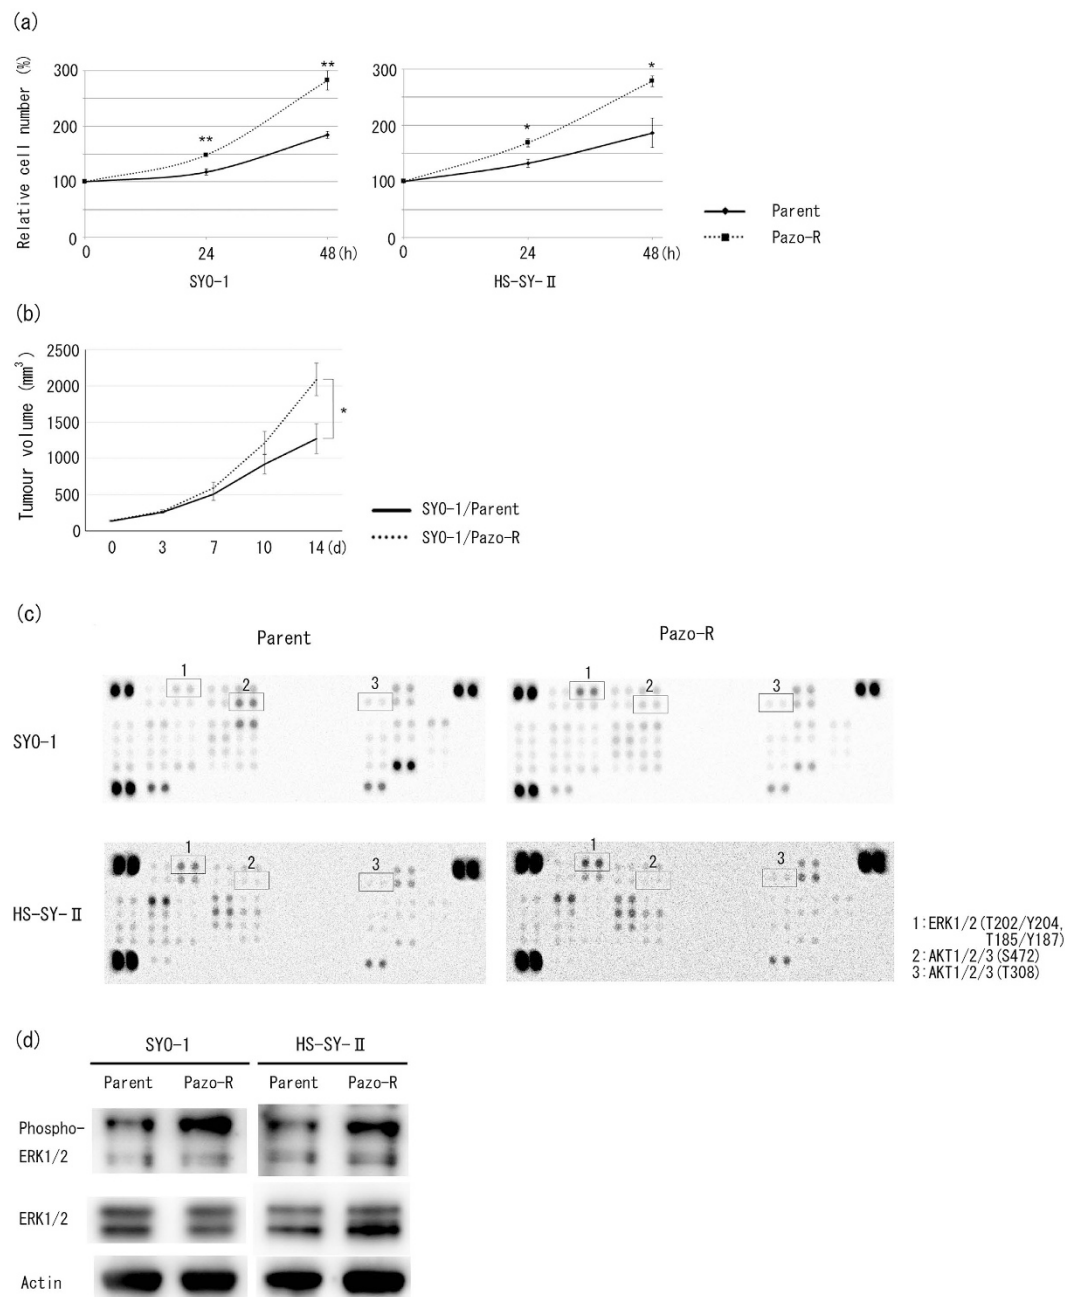 (a)
Relative cell number (%)
300
200
100
0
0
24
48(h)
SYO-1
300
200
100
0
0
24
48(h)
HS-SY-Ⅱ
**
**
*
*
Parent
Pazo-R
(b)
Tumour volume (mm³)
2500
2000
1500
1000
500
0
0
3
7
10
14(d)
*
SYO-1/Parent
SYO-1/Pazo-R
(c)
Parent
Pazo-R
SYO-1
1
2
3
1
2
3
HS-SY-Ⅱ
1
2
3
1
2
3
1:ERK1/2(T202/Y204,
T185/Y187)
2:AKT1/2/3(S472)
3:AKT1/2/3(T308)
(d)
SYO-1
HS-SY-Ⅱ
Parent
Pazo-R
Parent
Pazo-R
Phospho-
ERK1/2
ERK1/2
Actin